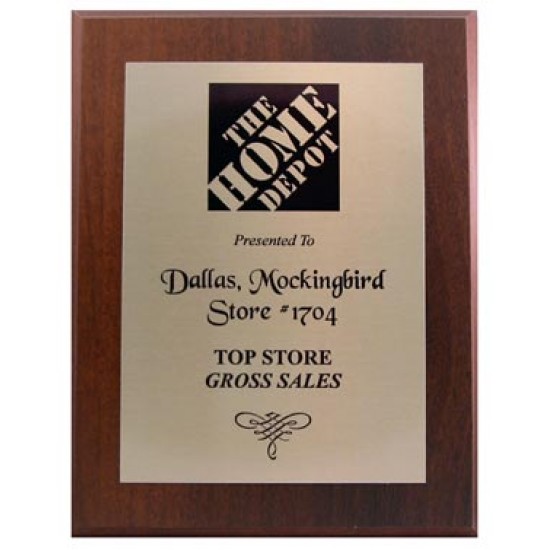 THE
HOME
DEPOT
Presented To
Dallas, Mockingbird
Store #1704
TOP STORE
GROSS SALES